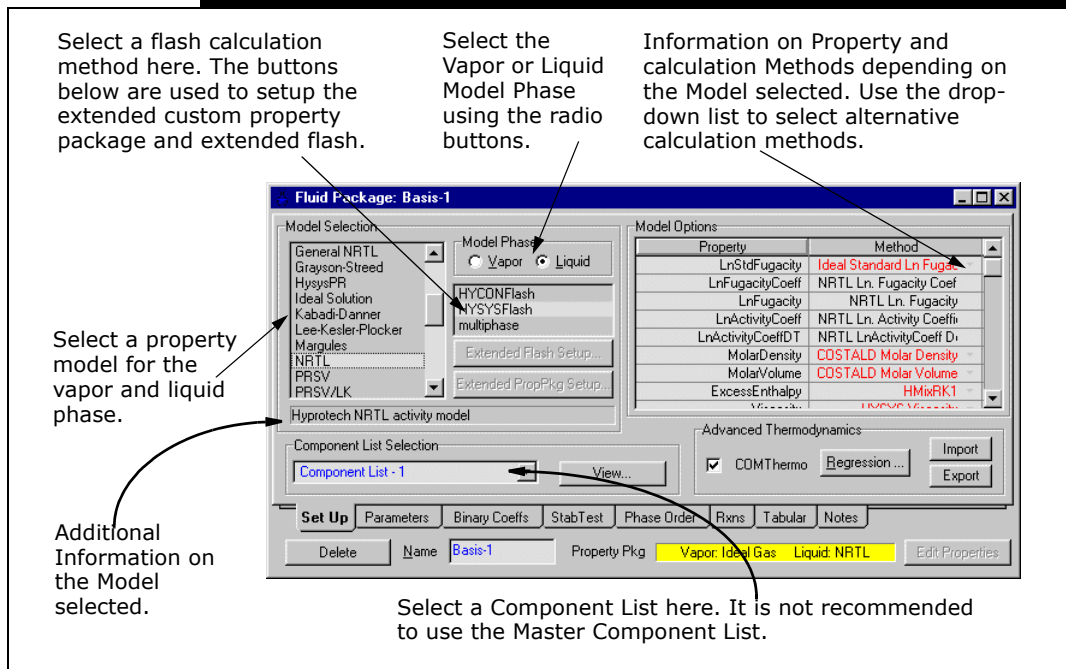 Select a flash calculation
method here. The buttons
below are used to setup the
extended custom property
package and extended flash.
Select the
Vapor or Liquid
Model Phase
using the radio
buttons.
Information on Property and
calculation Methods depending on
the Model selected. Use the drop-
down list to select alternative
calculation methods.
Fluid Package: Basis-1
Model Selection
General NRTL
Grayson-Streed
HysysPR
Ideal Solution
Kabadi-Danner
Lee-Kesler-Plocker
Margules
NRTL
PRSV
PRSV/LK
Hyprotech NRTL activity model
Model Phase
Vapor Liquid
HYCONFlash
HYSYSFlash
multiphase
Extended Flash Setup...
Extended PropPkg Setup...
Model Options
Property Method
LnStdFugacity Ideal Standard Ln Fugac
LnFugacityCoeff NRTL Ln. Fugacity Coef
LnFugacity NRTL Ln. Fugacity
LnActivityCoeff NRTL Ln. Activity Coeffi
LnActivityCoeffDT NRTL LnActivityCoeff D
MolarDensity COSTALD Molar Density
MolarVolume COSTALD Molar Volume
ExcessEnthalpy HMixRK1
Viscosity HYSYS Viscosity
Component List Selection
Component List - 1
View...
Advanced Thermodynamics
COMThermo
Regression ...
Import
Export
Set Up Parameters Binary Coeffs StabTest Phase Order Rxns Tabular Notes
Delete Name Basis-1 Property Pkg Vapor: Ideal Gas Liquid: NRTL Edit Properties
Select a property
model for the
vapor and liquid
phase.
Additional
Information on
the Model
selected.
Select a Component List here. It is not recommended
to use the Master Component List.